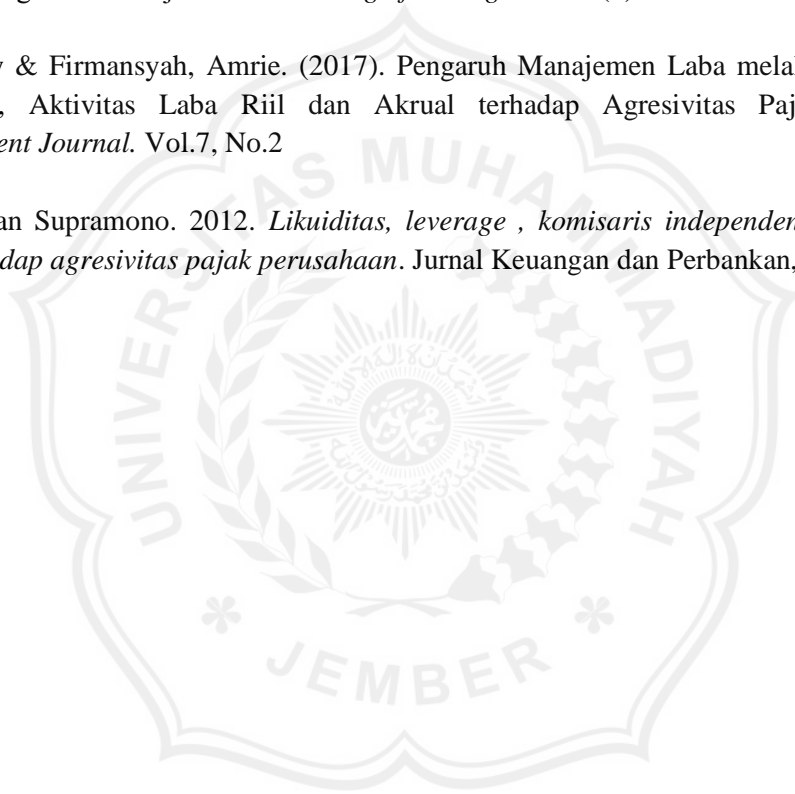 y & Firmansyah, Amrie. (2017). Pengaruh Manajemen Laba mela
, Aktivitas Laba Riil dan Akrual terhadap Agresivitas Paj
ent Journal. Vol.7, No.2
an Supramono. 2012. Likuiditas, leverage , komisaris independen
dap agresivitas pajak perusahaan. Jurnal Keuangan dan Perbankan,
UNIVERSITAS MUHAMMADIYAH
JEMBER